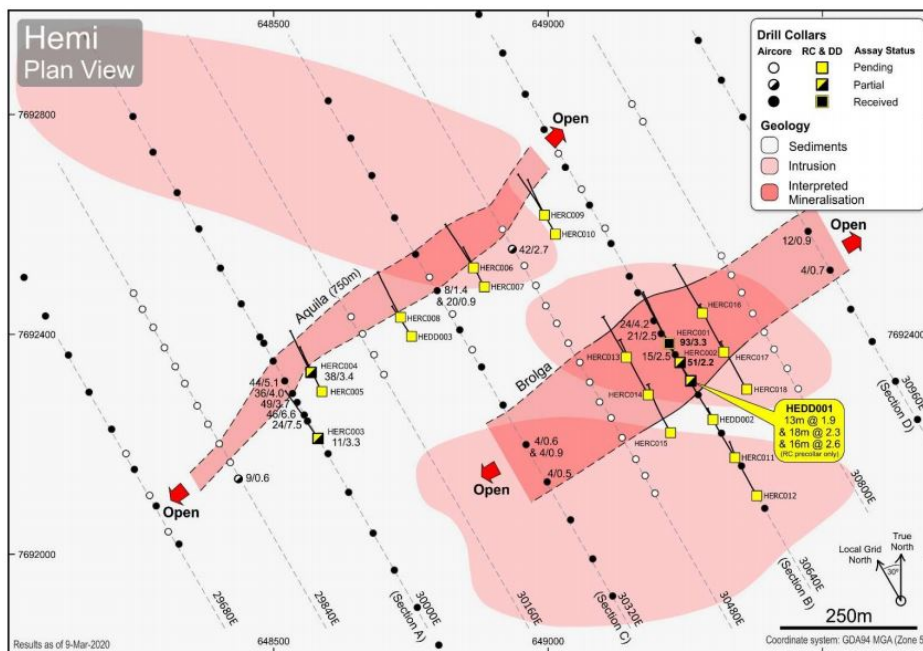 Hemi
Plan View
648500
649000
7692800
7692400
7692000
7692400
Drill Collars
Aircore
RC & DD
Assay Status
Pending
Partial
Received
Geology
Sediments
Intrusion
Interpreted
Mineralisation
Open
Open
Open
Open
HERC009
HERC010
42/2.7
HERC006
HERC007
8/1.4
& 20/0.9
Aquila (750m)
HERC008
HEDD003
HERC004
38/3.4
HERC005
44/5.1
36/4.0
49/3.7
46/6.6
24/7.5
HERC003
11/3.3
9/0.6
12/0.9
4/0.7
HERC016
24/4.2
21/2.5
HERC001
93/3.3
15/2.5
HERC002
51/2.2
HERC013
HERC017
HERC014
HERC018
Brolga
HERC015
HEDD002
HERC011
HERC012
4/0.6
& 4/0.9
4/0.5
HEDD001
13m @ 1.9
& 18m @ 2.3
& 16m @ 2.6
(RC precollar only)
29680E
29840E
30000E
(Section A)
30160E
30320E
(Section C)
30480E
30640E
(Section B)
30800E
30960E
(Section D)
Local Grid
North
True
North
30°
250m
Results as of 9-Mar-2020
Coordinate system: GDA94 MGA (Zone 5